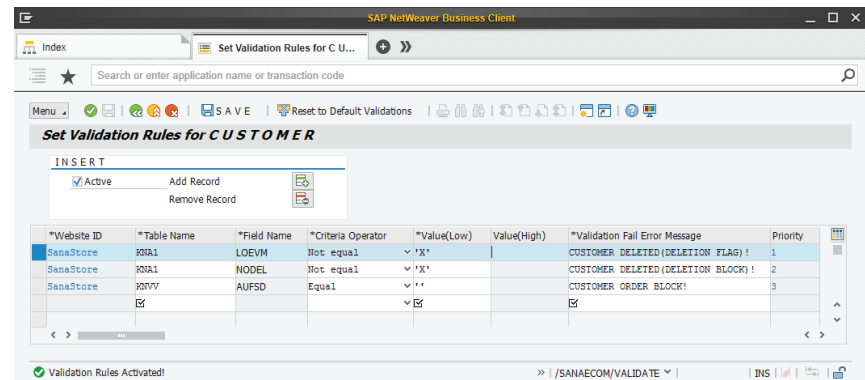 SAP NetWeaver Business Client
Index
Set Validation Rules for C U...
Search or enter application name or transaction code
Menu
S A V E
Reset to Default Validations
Set Validation Rules for C U S T O M E R
I N S E R T
Active
Add Record
Remove Record
*Website ID *Table Name *Field Name *Criteria Operator *Value(Low) Value(High) *Validation Fail Error Message Priority
SanaStore KNA1 LOEVM Not equal 'X' CUSTOMER DELETED(DELETION FLAG)! 1
SanaStore KNA1 NODEL Not equal 'X' CUSTOMER DELETED(DELETION BLOCK)! 2
SanaStore KNVV AUFSD Equal '' CUSTOMER ORDER BLOCK! 3
Validation Rules Activated! » /SANAECOM/VALIDATE INS